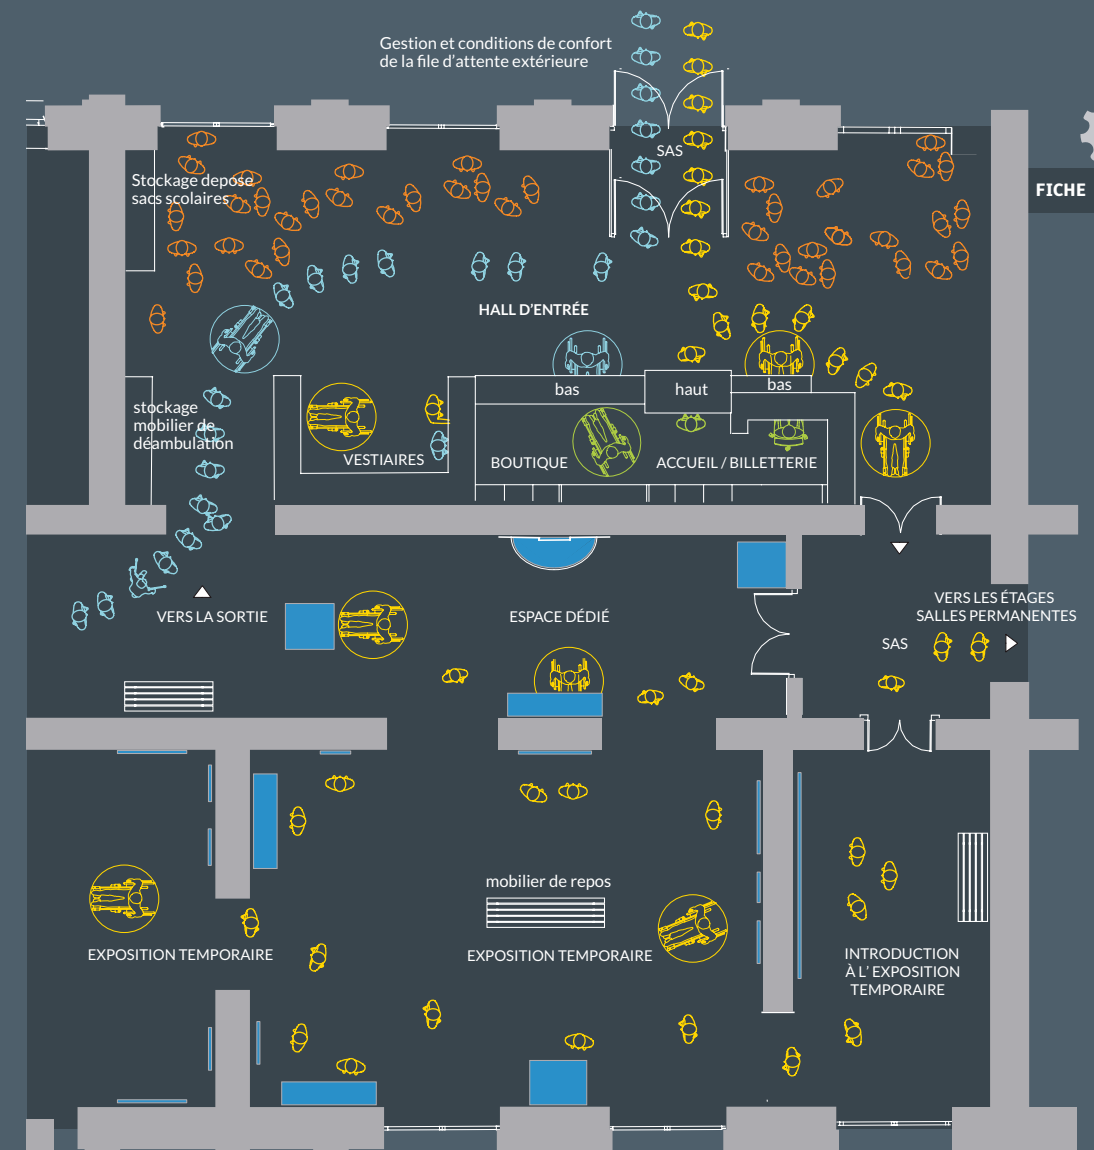 Gestion et conditions de confort
de la file d'attente extérieure
SAS
Stockage depose
sacs scolaires
FICHE
HALL D'ENTRÉE
bas
haut
bas
stockage
mobilier de
déambulation
VESTIAIRES
BOUTIQUE
ACCUEIL / BILLETTERIE
VERS LA SORTIE
ESPACE DÉDIÉ
VERS LES ÉTAGES
SALLES PERMANENTES
SAS
mobilier de repos
EXPOSITION TEMPORAIRE
EXPOSITION TEMPORAIRE
INTRODUCTION
À L' EXPOSITION
TEMPORAIRE